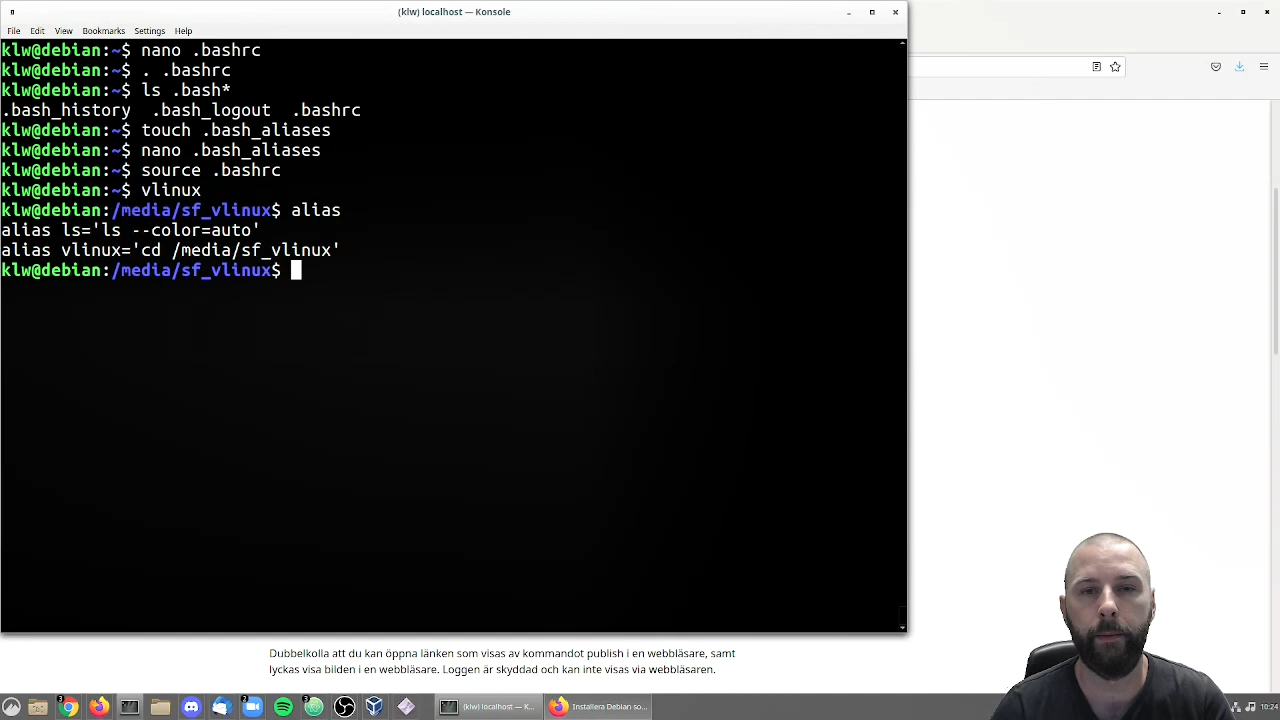 (klw) localhost — Konsole
File Edit View Bookmarks Settings Help
klw@debian:~$ nano .bashrc
klw@debian:~$ . .bashrc
klw@debian:~$ ls .bash*
.bash_history  .bash_logout  .bashrc
klw@debian:~$ touch .bash_aliases
klw@debian:~$ nano .bash_aliases
klw@debian:~$ source .bashrc
klw@debian:~$ vlinux
klw@debian:/media/sf_vlinux$ alias
alias ls='ls --color=auto'
alias vlinux='cd /media/sf_vlinux'
klw@debian:/media/sf_vlinux$
Dubbelkolla att du kan öppna länken som visas av kommandot publish i en webbläsare, samt
lyckas visa bilden i en webbläsare. Loggen är skyddad och kan inte visas via webbläsaren.
3 2 3 (klw) localhost — K... Installera Debian so... 10:24